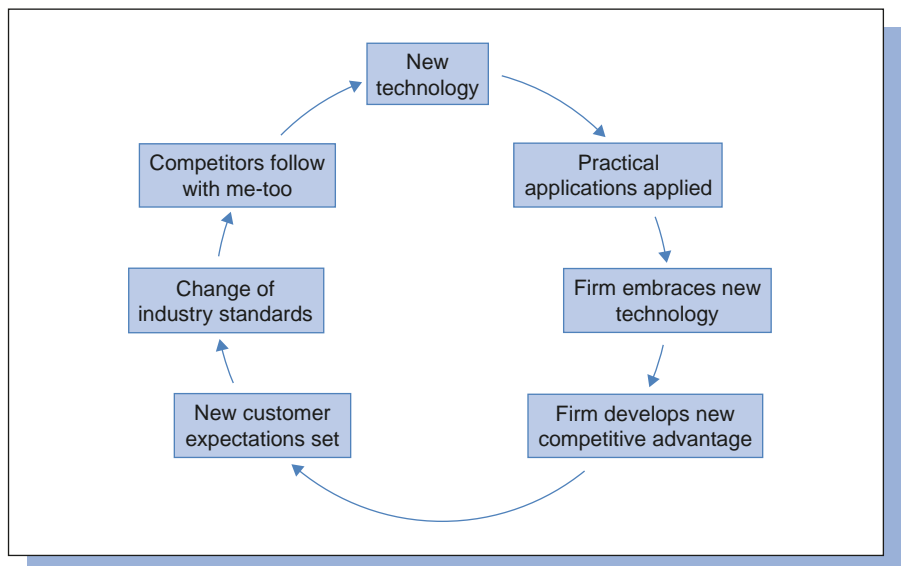 New
technology
Practical
applications applied
Firm embraces new
technology
Firm develops new
competitive advantage
New customer
expectations set
Change of
industry standards
Competitors follow
with me-too